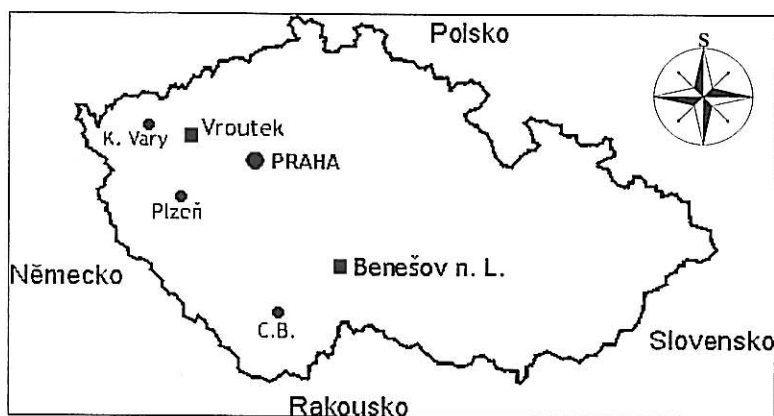 Polsko
S
K. Vary
Vroutek
PRAHA
Plzeň
Německo
Benešov n. L.
C.B.
Slovensko
Rakousko